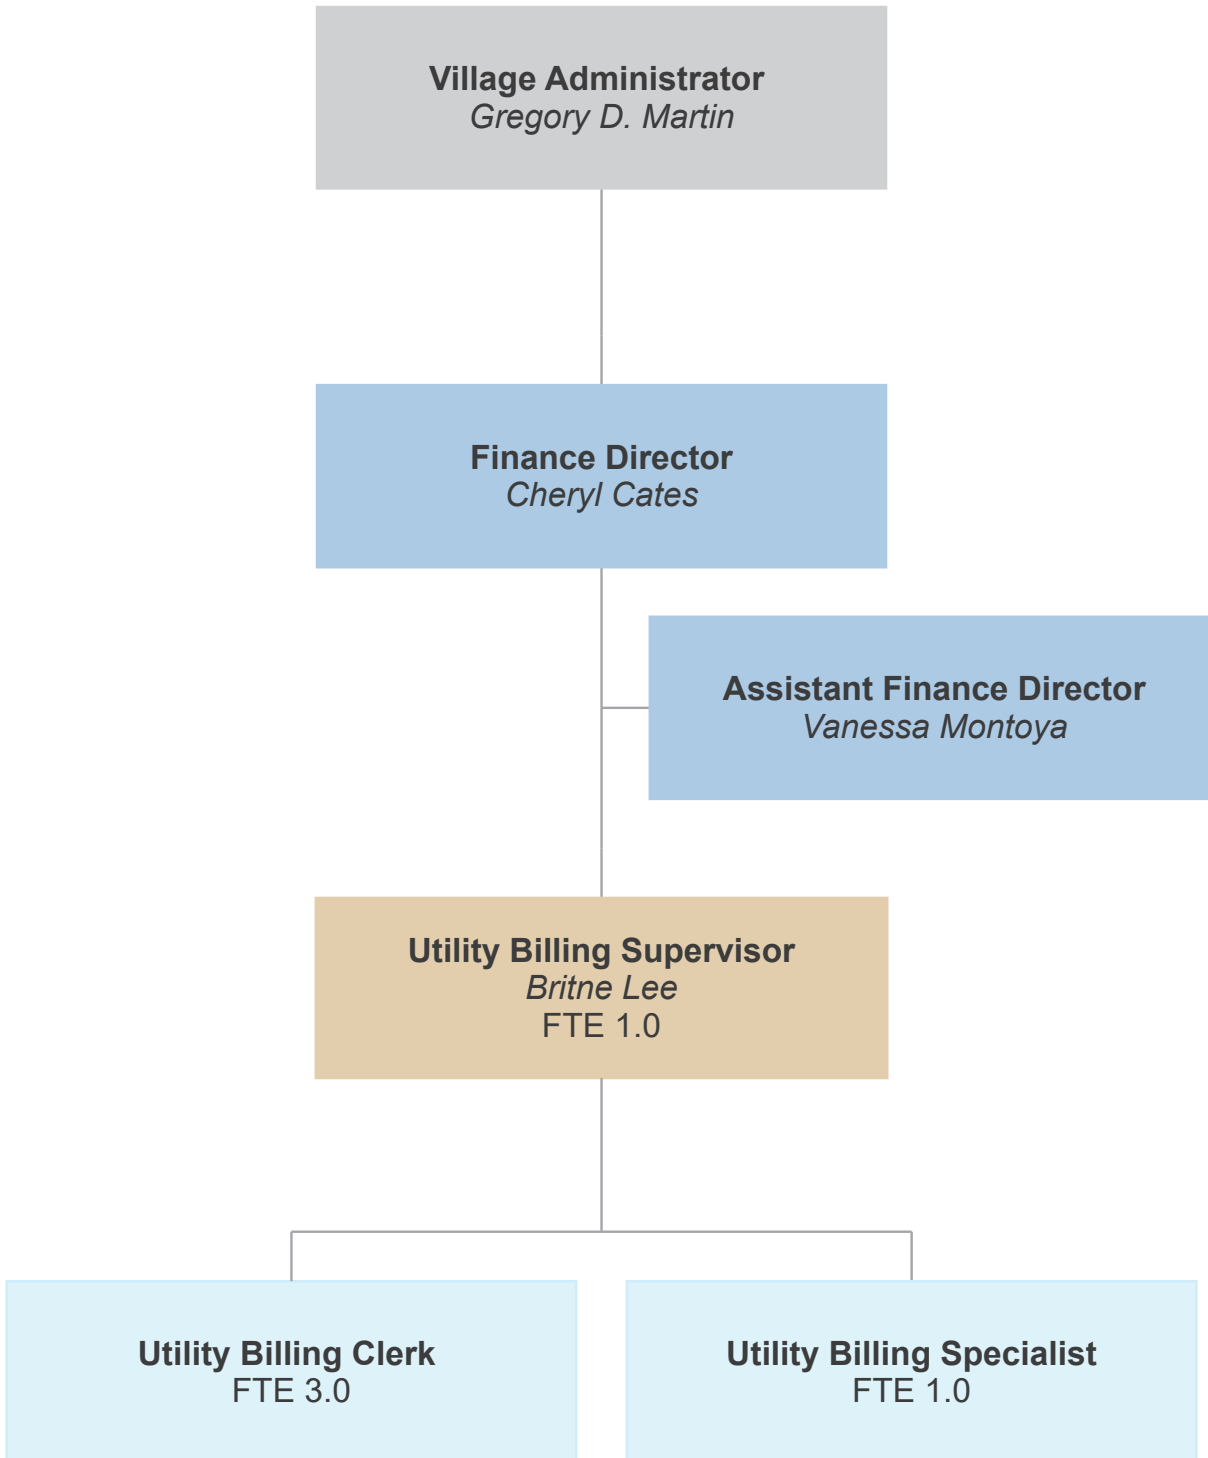 Village Administrator
Gregory D. Martin
Finance Director
Cheryl Cates
Assistant Finance Director
Vanessa Montoya
Utility Billing Supervisor
Britne Lee
FTE 1.0
Utility Billing Clerk
FTE 3.0
Utility Billing Specialist
FTE 1.0